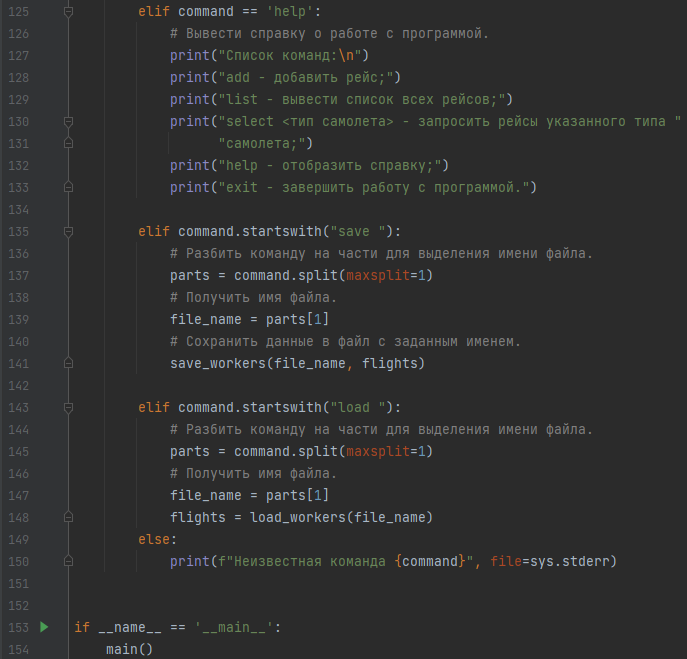 125 elif command == 'help':
126 # Вывести справку о работе с программой.
127 print("Список команд:\n")
128 print("add - добавить рейс;")
129 print("list - вывести список всех рейсов;")
130 print("select <тип самолета> - запросить рейсы указанного типа "
131 "самолета;")
132 print("help - отобразить справку;")
133 print("exit - завершить работу с программой.")
134
135 elif command.startswith("save "):
136 # Разбить команду на части для выделения имени файла.
137 parts = command.split(maxsplit=1)
138 # Получить имя файла.
139 file_name = parts[1]
140 # Сохранить данные в файл с заданным именем.
141 save_workers(file_name, flights)
142
143 elif command.startswith("load "):
144 # Разбить команду на части для выделения имени файла.
145 parts = command.split(maxsplit=1)
146 # Получить имя файла.
147 file_name = parts[1]
148 flights = load_workers(file_name)
149 else:
150 print(f"Неизвестная команда {command}", file=sys.stderr)
151
152
153 if __name__ == '__main__':
154 main()